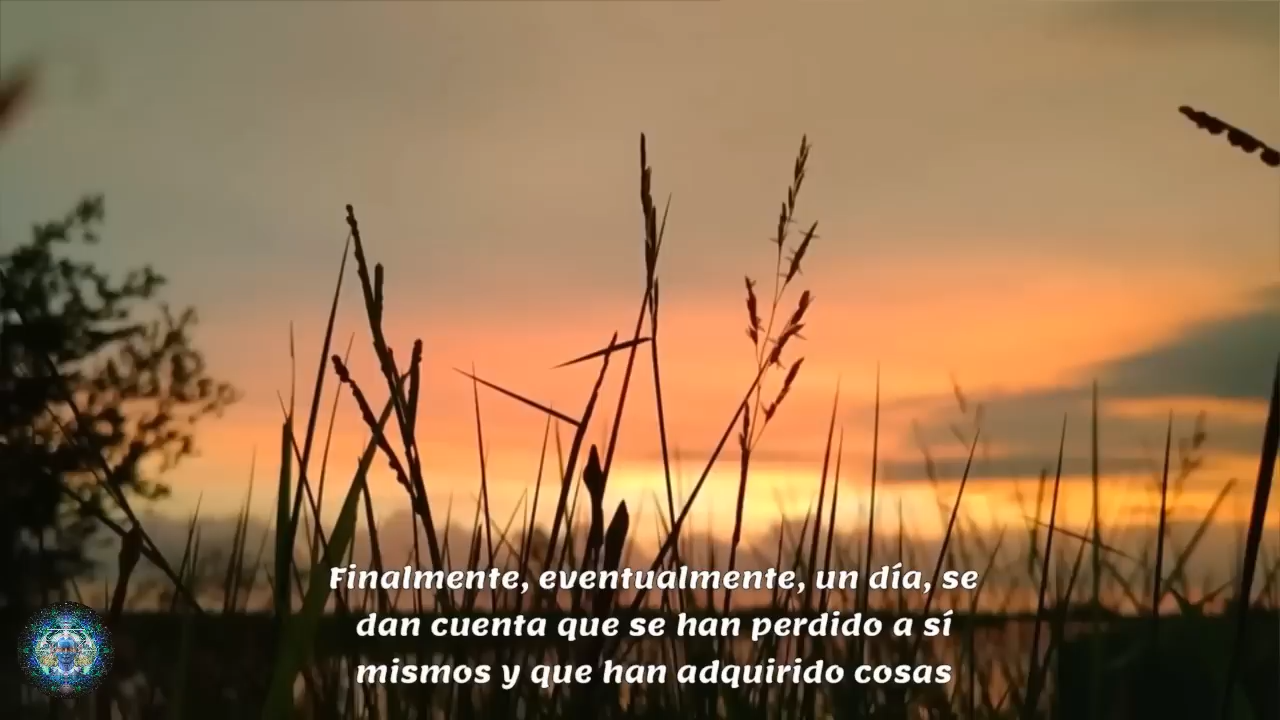 Finalmente, eventualmente, un día, se
dan cuenta que se han perdido a sí
mismos y que han adquirido cosas